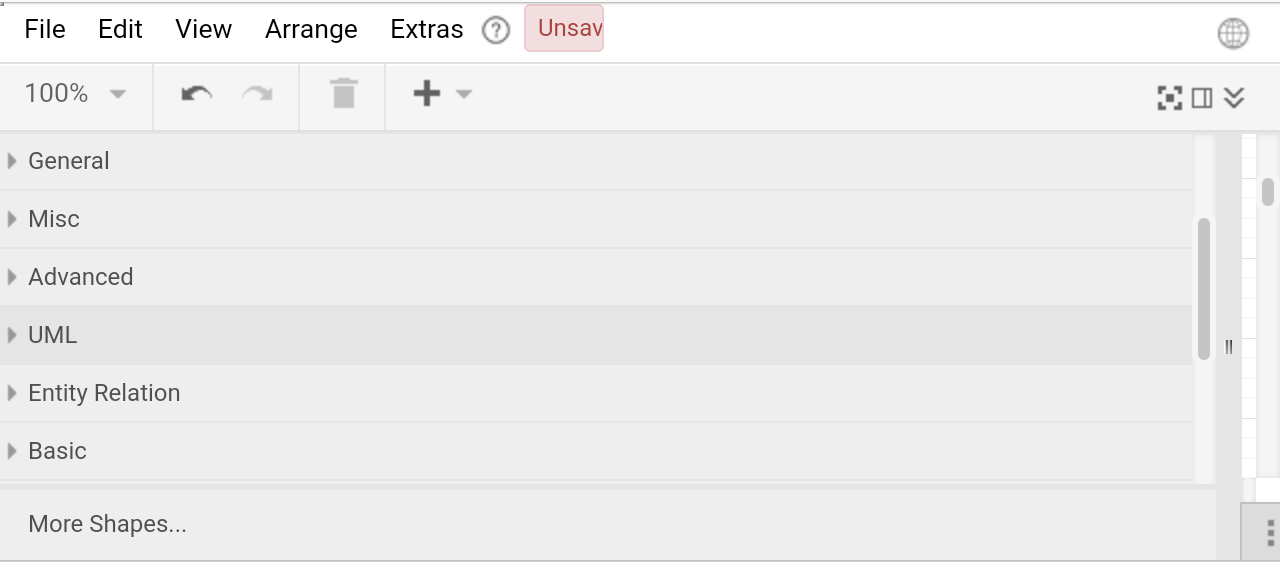 File Edit View Arrange Extras ? Unsav
100%
General
Misc
Advanced
UML
Entity Relation
Basic
More Shapes...